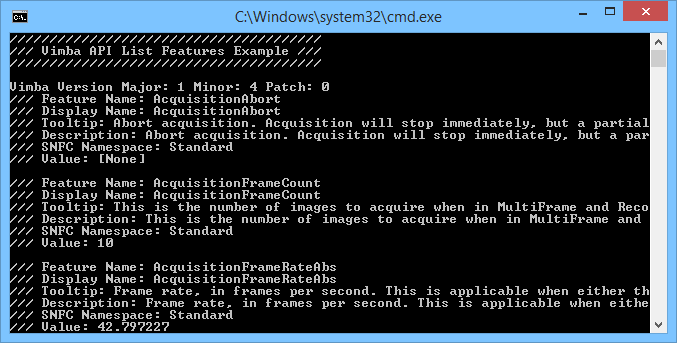 C:\Windows\system32\cmd.exe
///////////////////////////////////////
/// Vimba API List Features Example ///
///////////////////////////////////////
Vimba Version Major: 1 Minor: 4 Patch: 0
/// Feature Name: AcquisitionAbort
/// Display Name: AcquisitionAbort
/// Tooltip: Abort acquisition. Acquisition will stop immediately, but a partial
/// Description: Abort acquisition. Acquisition will stop immediately, but a par
/// SNFC Namespace: Standard
/// Value: [None]
/// Feature Name: AcquisitionFrameCount
/// Display Name: AcquisitionFrameCount
/// Tooltip: This is the number of images to acquire when in MultiFrame and Reco
/// Description: This is the number of images to acquire when in MultiFrame and
/// SNFC Namespace: Standard
/// Value: 10
/// Feature Name: AcquisitionFrameRateAbs
/// Display Name: AcquisitionFrameRateAbs
/// Tooltip: Frame rate, in frames per second. This is applicable when either th
/// Description: Frame rate, in frames per second. This is applicable when eithe
/// SNFC Namespace: Standard
/// Value: 42.797227